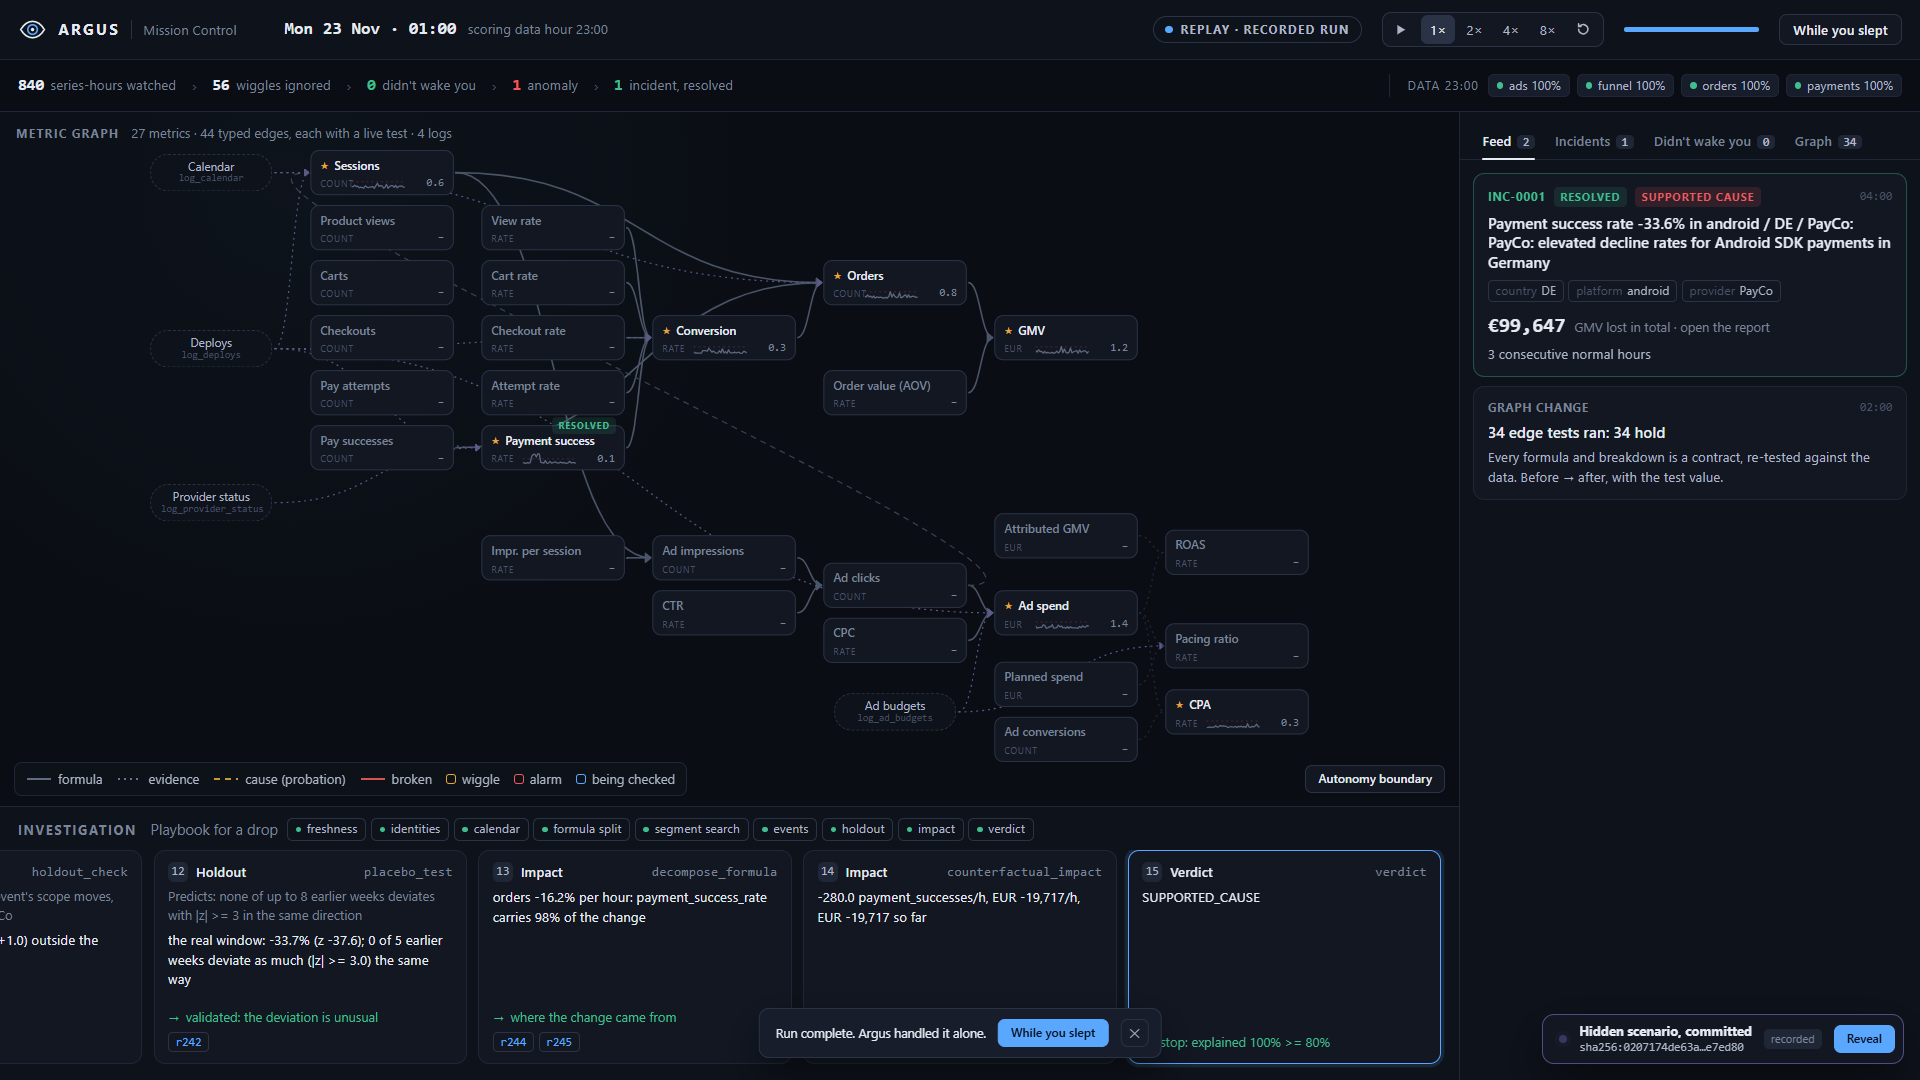 ARGUS Mission Control Mon 23 Nov · 01:00 scoring data hour 23:00 REPLAY · RECORDED RUN 1× 2× 4× 8× While you slept
840 series-hours watched › 56 wiggles ignored › 0 didn't wake you › 1 anomaly › 1 incident, resolved DATA 23:00 ads 100% funnel 100% orders 100% payments 100%
METRIC GRAPH 27 metrics · 44 typed edges, each with a live test · 4 logs
Calendar
log_calendar
★ Sessions
COUNT 0.6
Product views
COUNT –
View rate
RATE –
Carts
COUNT –
Cart rate
RATE –
★ Orders
COUNT 0.8
Deploys
log_deploys
Checkouts
COUNT –
Checkout rate
RATE –
★ Conversion
RATE 0.3
★ GMV
EUR 1.2
Pay attempts
COUNT –
Attempt rate
RATE –
Order value (AOV)
RATE –
RESOLVED
Pay successes
COUNT –
★ Payment success
RATE 0.1
Provider status
log_provider_status
Impr. per session
RATE –
Ad impressions
COUNT –
Attributed GMV
EUR –
ROAS
RATE –
Ad clicks
COUNT –
CTR
RATE –
★ Ad spend
EUR 1.4
CPC
RATE –
Pacing ratio
RATE –
Planned spend
EUR –
Ad budgets
log_ad_budgets
★ CPA
RATE 0.3
Ad conversions
COUNT –
formula evidence cause (probation) broken wiggle alarm being checked
Autonomy boundary
Feed 2 Incidents 1 Didn't wake you 0 Graph 34
INC-0001 RESOLVED SUPPORTED CAUSE 04:00
Payment success rate -33.6% in android / DE / PayCo:
PayCo: elevated decline rates for Android SDK payments in
Germany
country DE platform android provider PayCo
€99,647 GMV lost in total · open the report
3 consecutive normal hours
GRAPH CHANGE 02:00
34 edge tests ran: 34 hold
Every formula and breakdown is a contract, re-tested against the
data. Before → after, with the test value.
INVESTIGATION Playbook for a drop freshness identities calendar formula split segment search events holdout impact verdict
holdout_check
vent's scope moves,
Co
+1.0) outside the
12 Holdout placebo_test
Predicts: none of up to 8 earlier weeks deviates
with |z| >= 3 in the same direction
the real window: -33.7% (z -37.6); 0 of 5 earlier
weeks deviate as much (|z| >= 3.0) the same
way
→ validated: the deviation is unusual
r242
13 Impact decompose_formula
orders -16.2% per hour: payment_success_rate
carries 98% of the change
→ where the change came from
r244 r245
14 Impact counterfactual_impact
-280.0 payment_successes/h, EUR -19,717/h,
EUR -19,717 so far
15 Verdict verdict
SUPPORTED_CAUSE
stop: explained 100% >= 80%
Run complete. Argus handled it alone. While you slept
Hidden scenario, committed
sha256:0207174de63a…e7ed80
recorded
Reveal